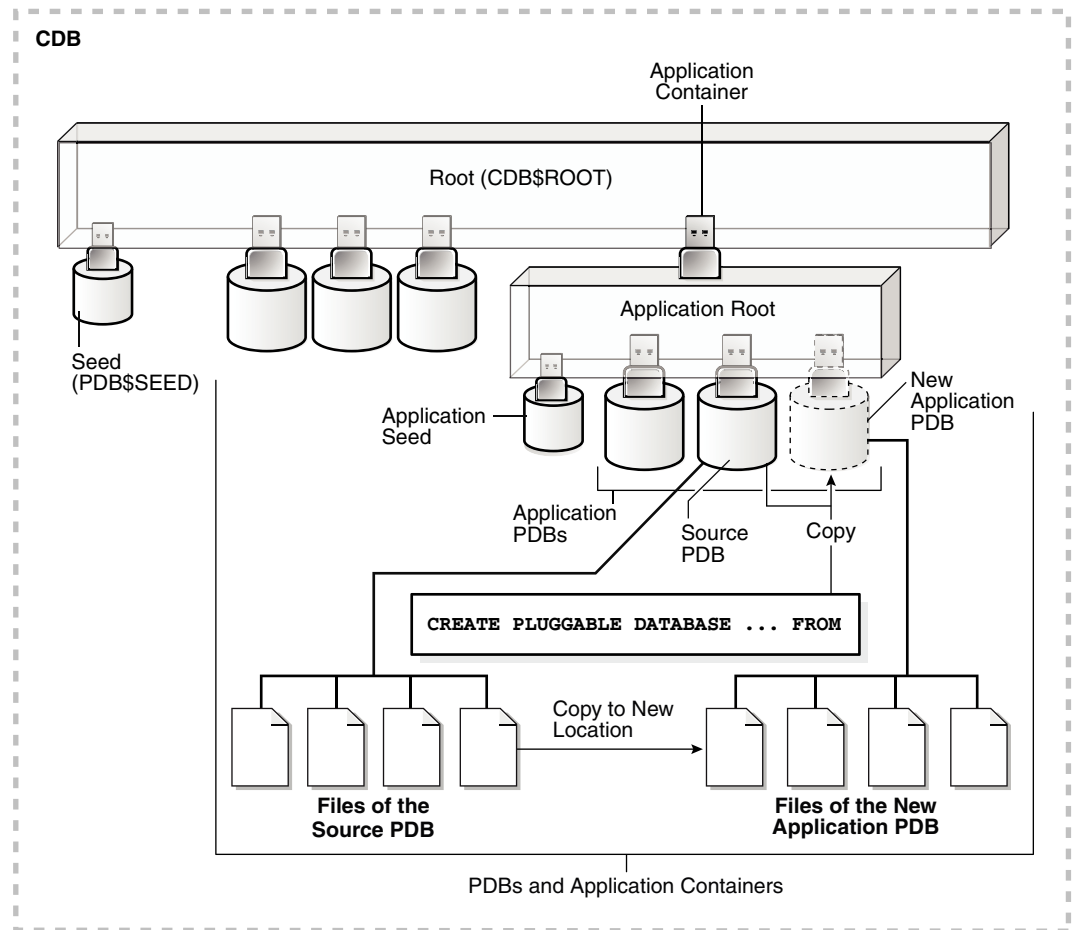 CDB
Application
Container
Root (CDB$ROOT)
Application Root
Seed
(PDB$SEED)
Application
Seed
New
Application
PDB
Application
PDBs
Source
PDB
Copy
CREATE PLUGGABLE DATABASE ... FROM
Copy to New
Location
Files of the
Source PDB
Files of the New
Application PDB
PDBs and Application Containers